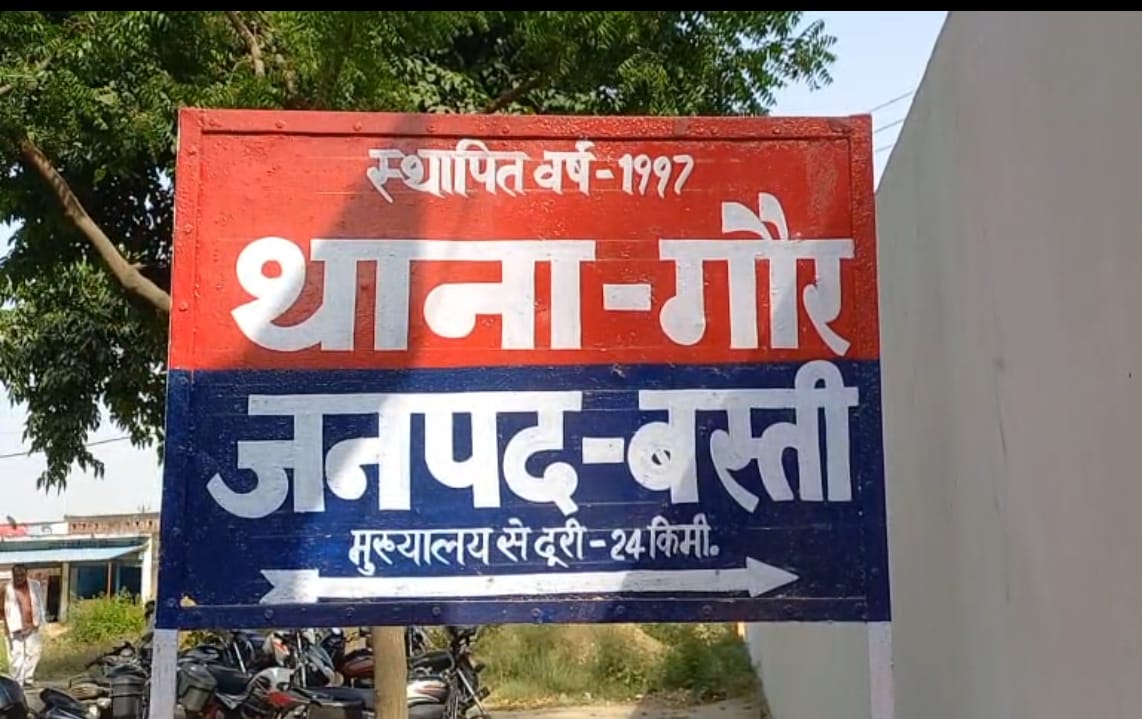 स्थापित वर्ष-1997
थाना-गौर
जनपद-बस्ती
मुख्यालय से दूरी-24 किमी.